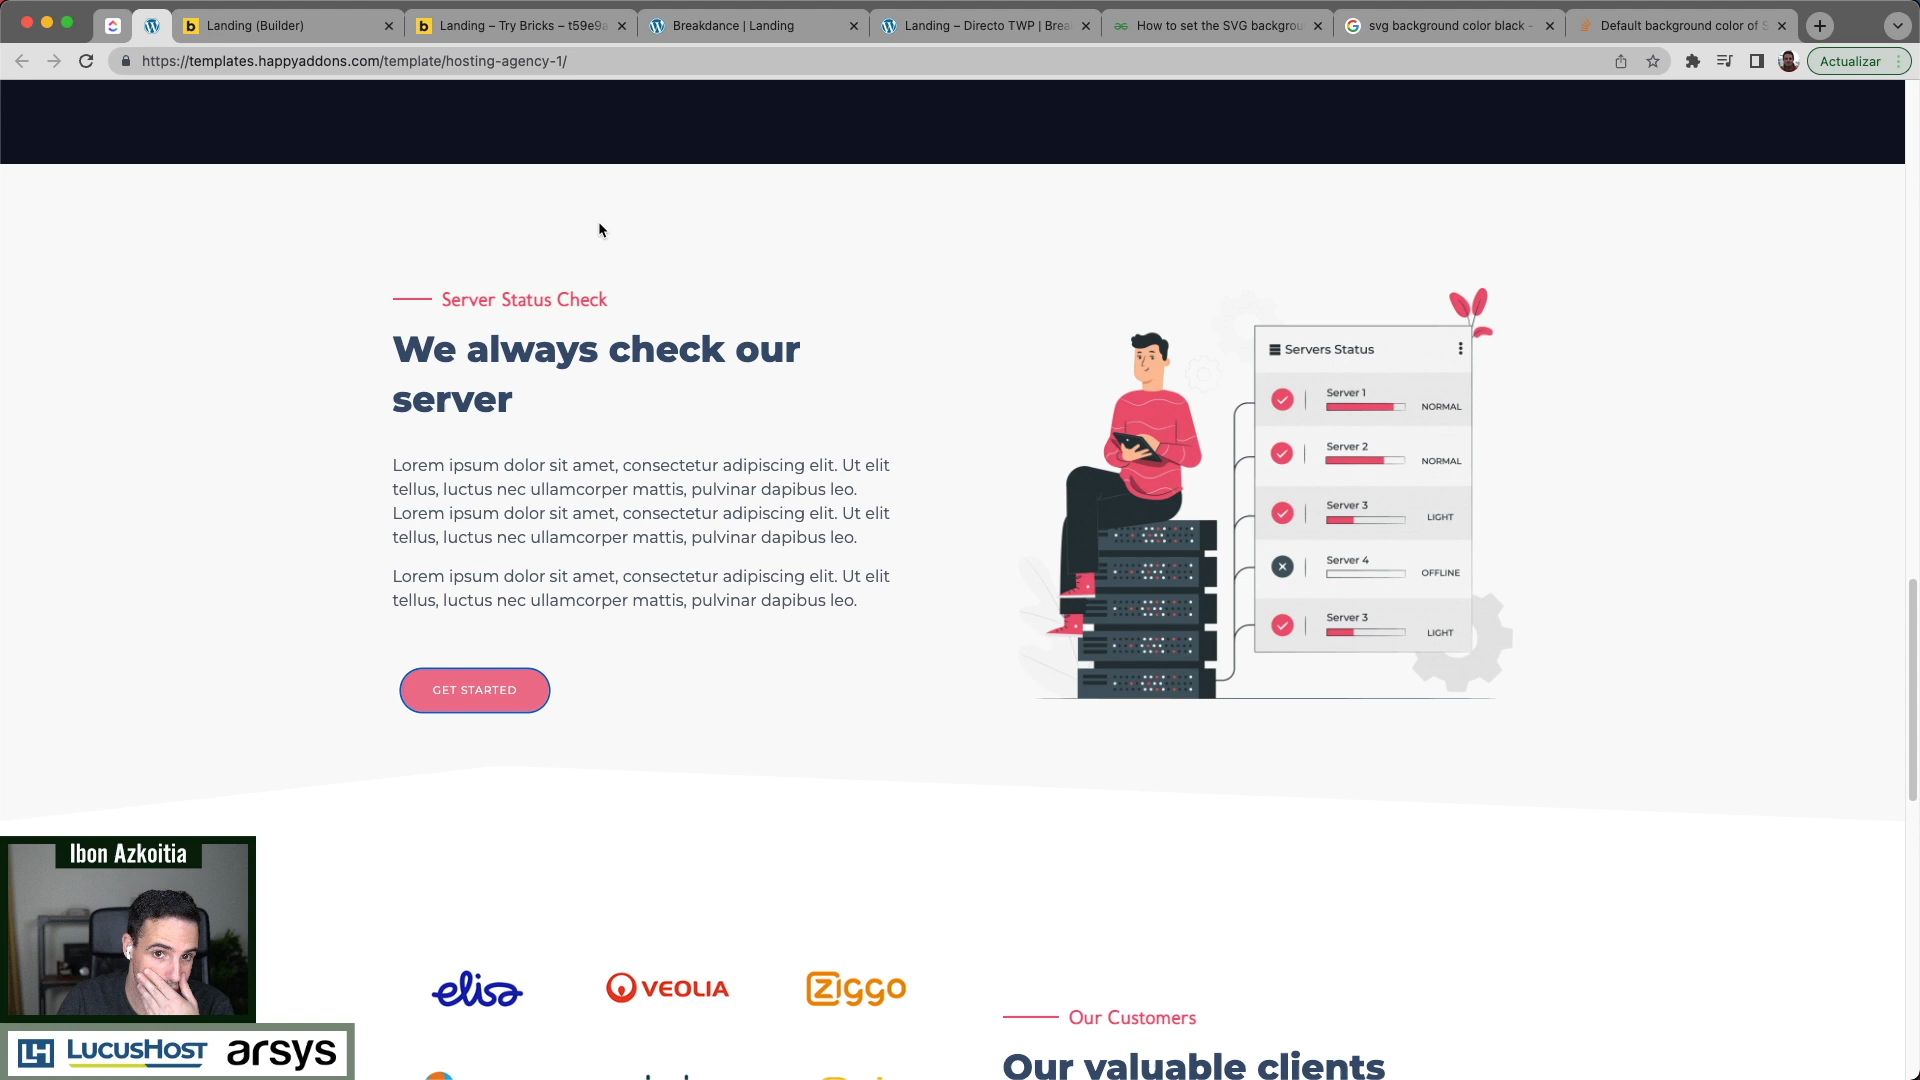 Landing (Builder)
Landing – Try Bricks – t59e9a
Breakdance | Landing
Landing – Directo TWP | Brea
How to set the SVG backgrou
svg background color black -
Default background color of S
https://templates.happyaddons.com/template/hosting-agency-1/
Actualizar
Server Status Check
We always check our
server
Lorem ipsum dolor sit amet, consectetur adipiscing elit. Ut elit
tellus, luctus nec ullamcorper mattis, pulvinar dapibus leo.
Lorem ipsum dolor sit amet, consectetur adipiscing elit. Ut elit
tellus, luctus nec ullamcorper mattis, pulvinar dapibus leo.
Lorem ipsum dolor sit amet, consectetur adipiscing elit. Ut elit
tellus, luctus nec ullamcorper mattis, pulvinar dapibus leo.
GET STARTED
Servers Status
Server 1
NORMAL
Server 2
NORMAL
Server 3
LIGHT
Server 4
OFFLINE
Server 3
LIGHT
elisa
VEOLIA
Ziggo
Our Customers
Our valuable clients
Ibon Azkoitia
LH LUCUSHOST arsys